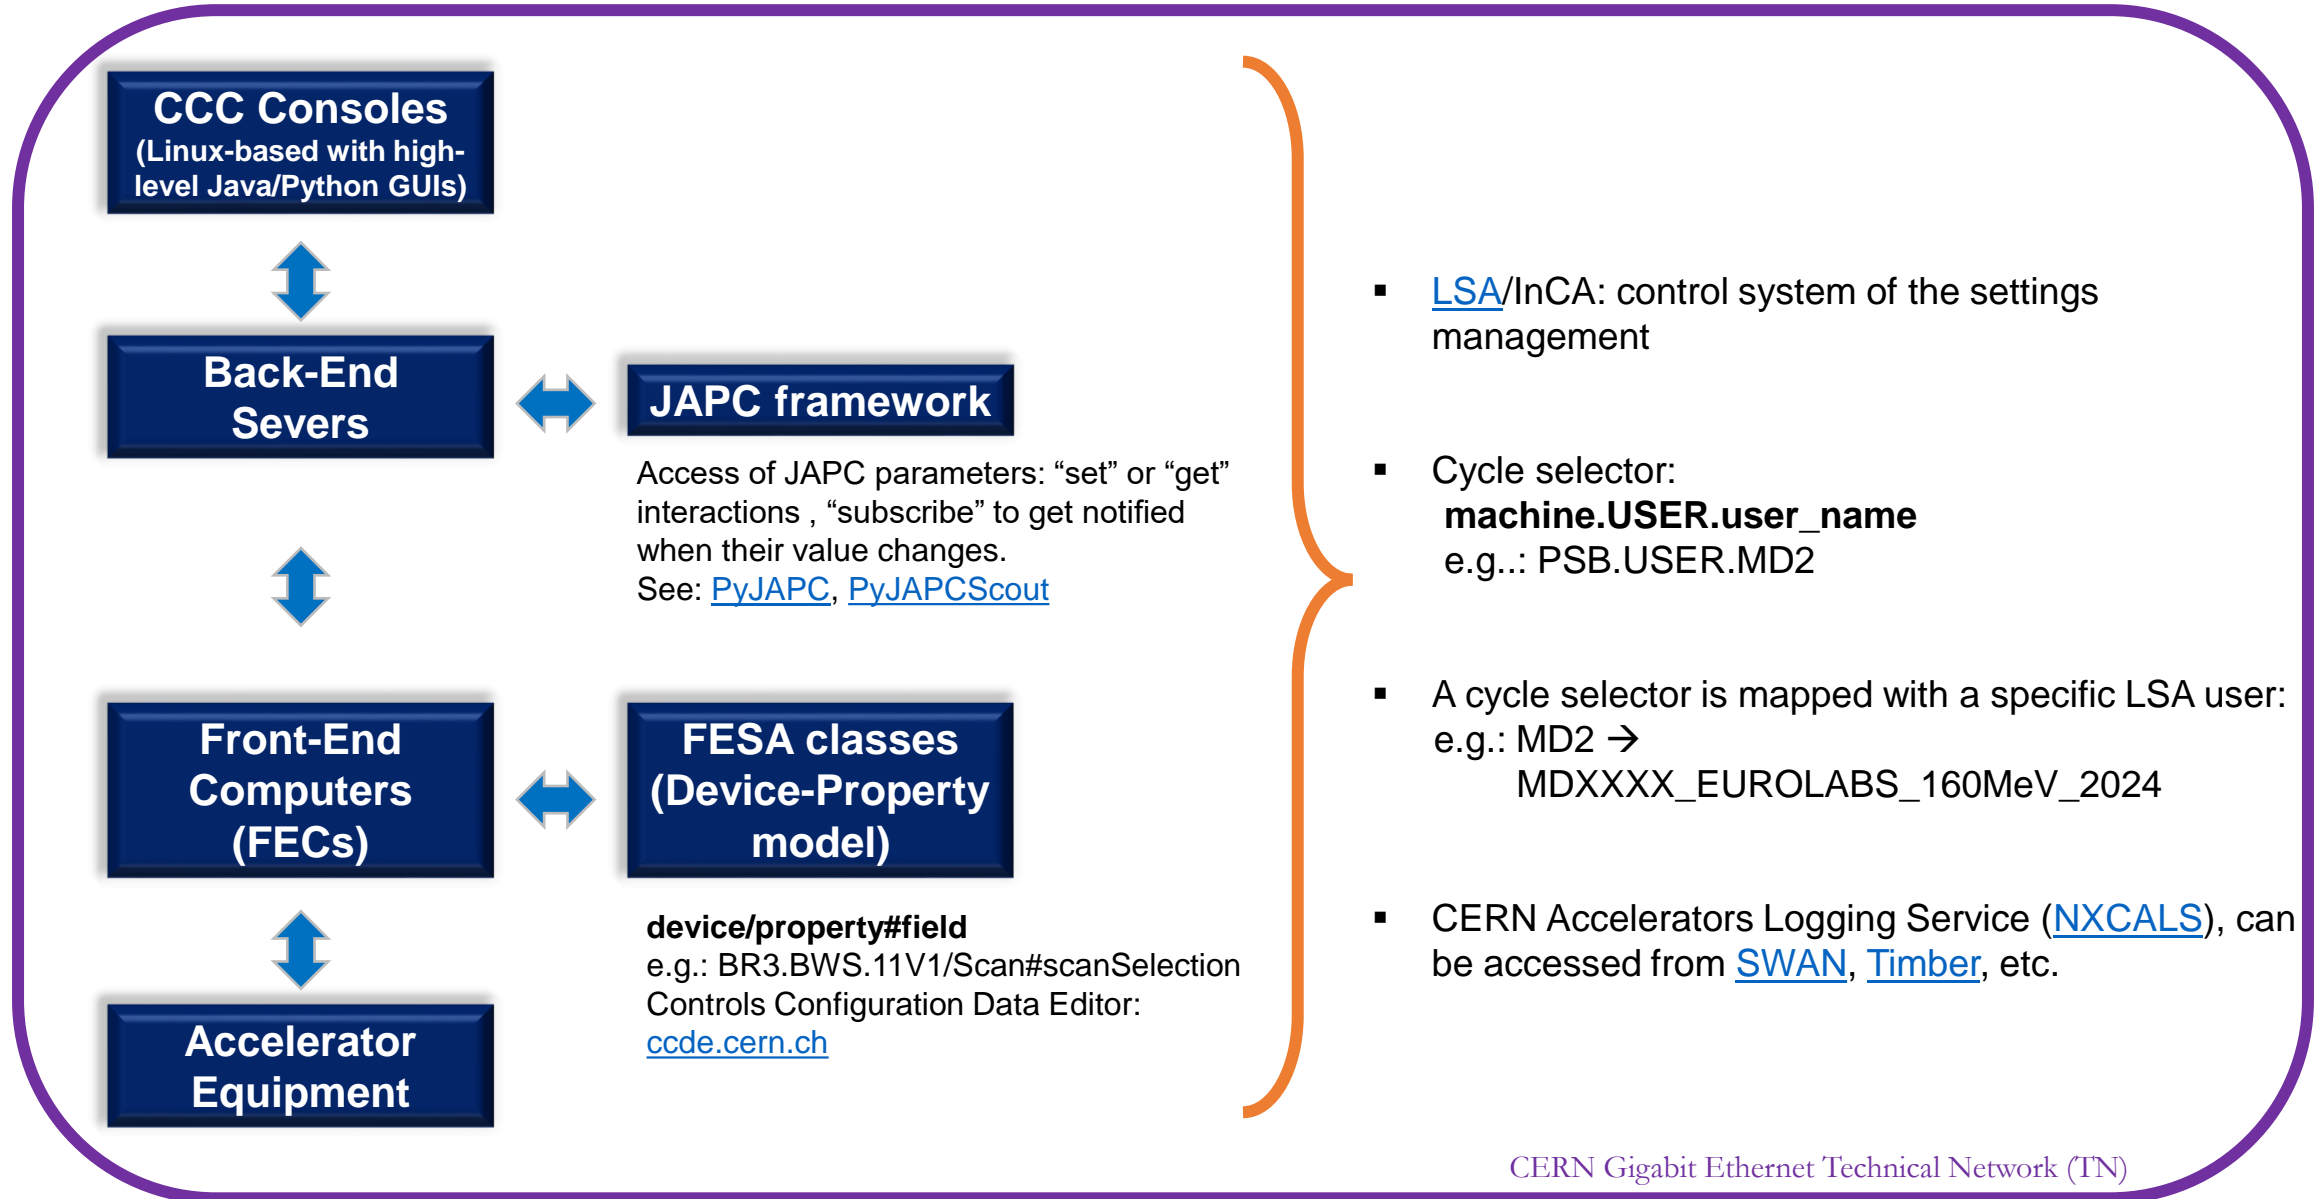 CCC Consoles
(Linux-based with high-
level Java/Python GUIs)
Back-End
Severs
JAPC framework
Access of JAPC parameters: “set” or “get”
interactions , “subscribe” to get notified
when their value changes.
See: PyJAPC, PyJAPCScout
Front-End
Computers
(FECs)
FESA classes
(Device-Property
model)
device/property#field
e.g.: BR3.BWS.11V1/Scan#scanSelection
Controls Configuration Data Editor:
ccde.cern.ch
Accelerator
Equipment
▪ LSA/InCA: control system of the settings
management
▪ Cycle selector:
machine.USER.user_name
e.g..: PSB.USER.MD2
▪ A cycle selector is mapped with a specific LSA user:
e.g.: MD2 →
MDXXXX_EUROLABS_160MeV_2024
▪ CERN Accelerators Logging Service (NXCALS), can
be accessed from SWAN, Timber, etc.
CERN Gigabit Ethernet Technical Network (TN)